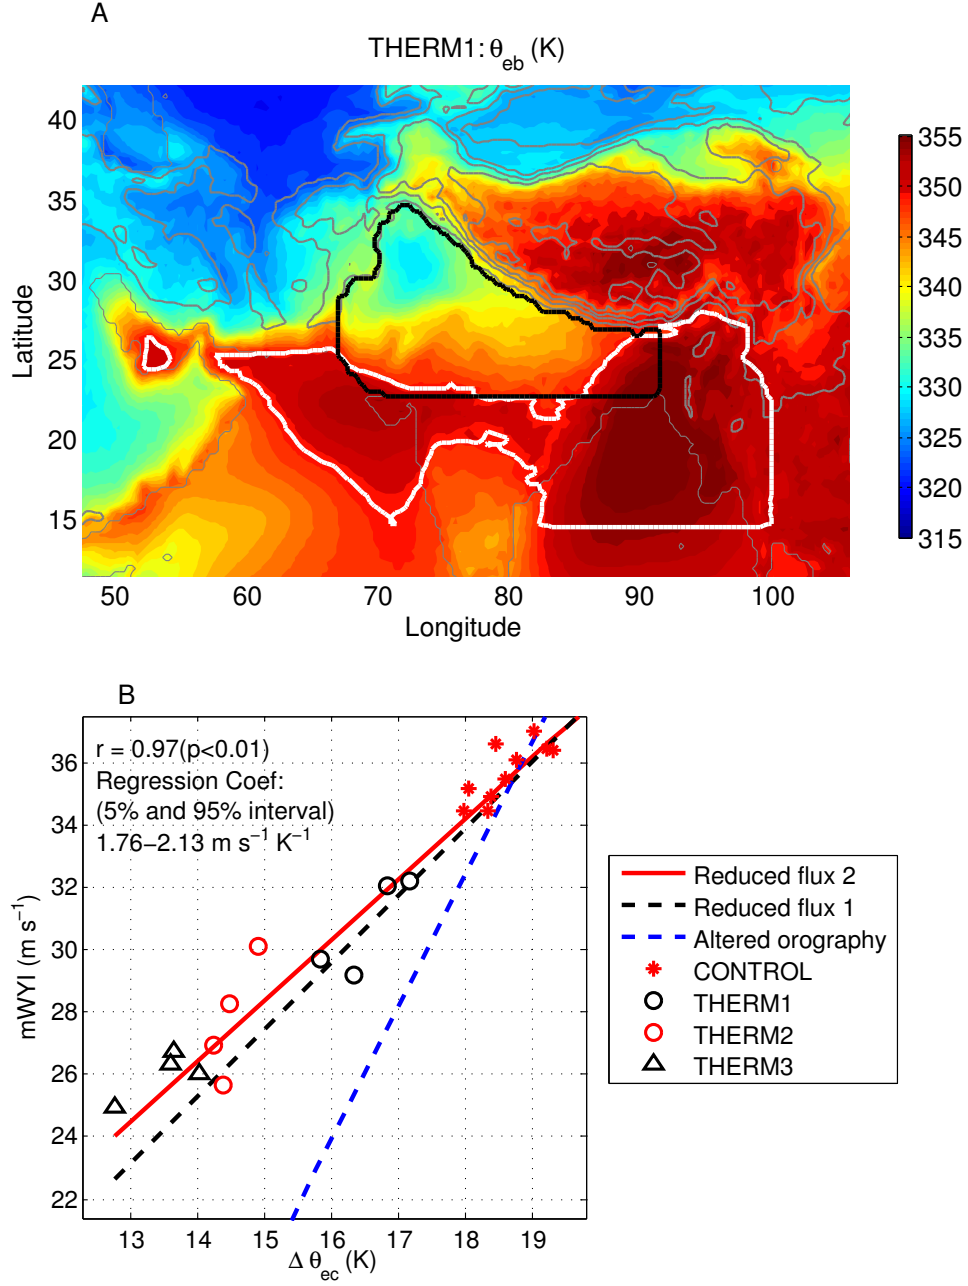 A
THERM1: θeb (K)
40
35
30
25
20
15
Latitude
50 60 70 80 90 100
Longitude
355
350
345
340
335
330
325
320
315
B
r = 0.97(p<0.01)
Regression Coef:
(5% and 95% interval)
1.76−2.13 m s−1 K−1
36
34
32
30
28
26
24
22
mWYI (m s−1)
13 14 15 16 17 18 19
Δ θec (K)
Reduced flux 2
Reduced flux 1
Altered orography
CONTROL
THERM1
THERM2
THERM3